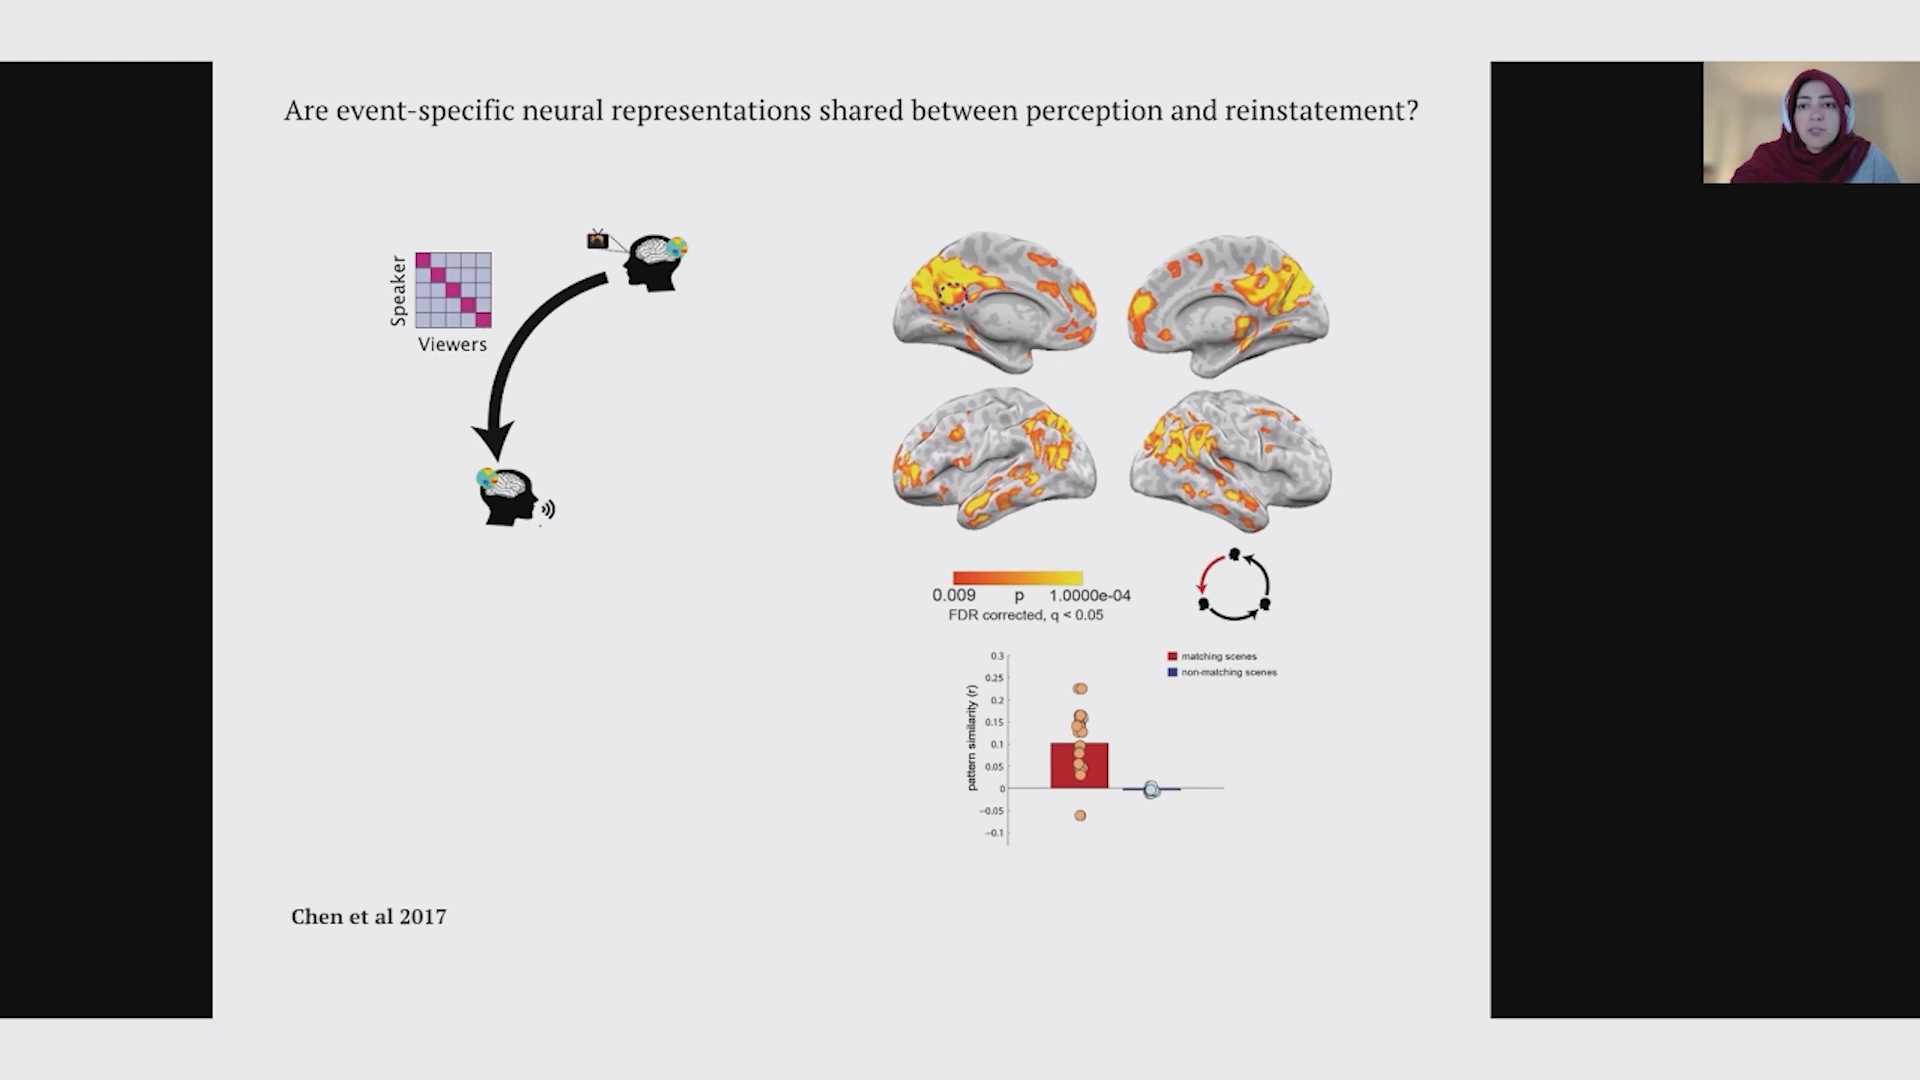 Are event-specific neural representations shared between perception and reinstatement?
Speaker
Viewers
0.009 p 1.0000e-04
FDR corrected, q < 0.05
matching scenes
non-matching scenes
pattern similarity (r)
0.3
0.25
0.2
0.15
0.1
0.05
0
−0.05
−0.1
Chen et al 2017